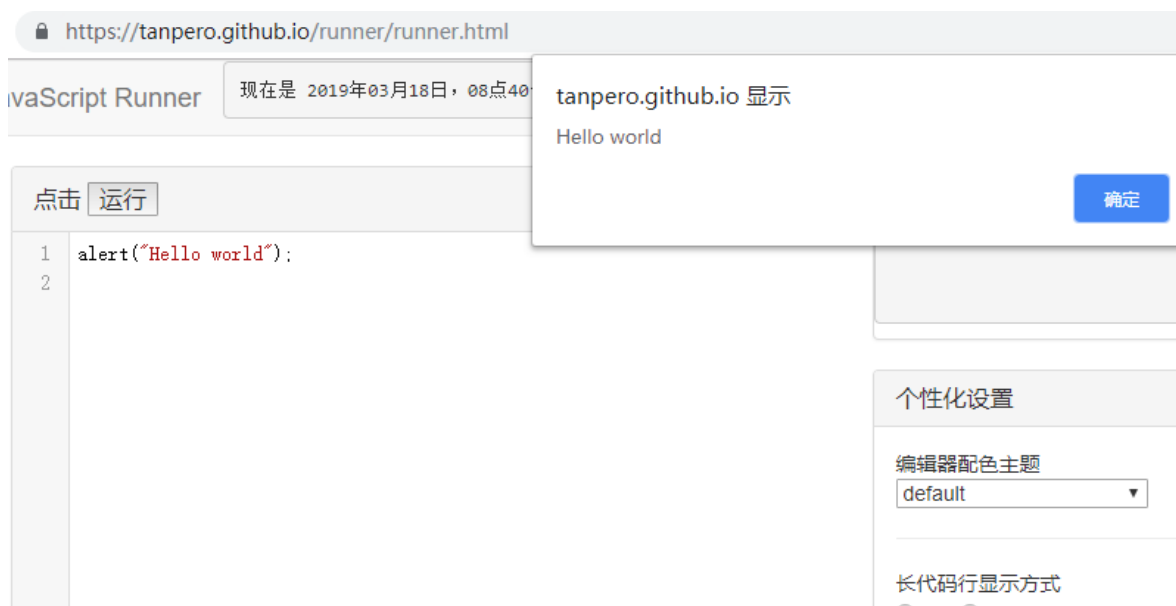 https://tanpero.github.io/runner/runner.html
vaScript Runner
现在是 2019年03月18日，08点40
tanpero.github.io 显示
Hello world
确定
点击 运行
1 alert("Hello world");
2
个性化设置
编辑器配色主题
default
长代码行显示方式